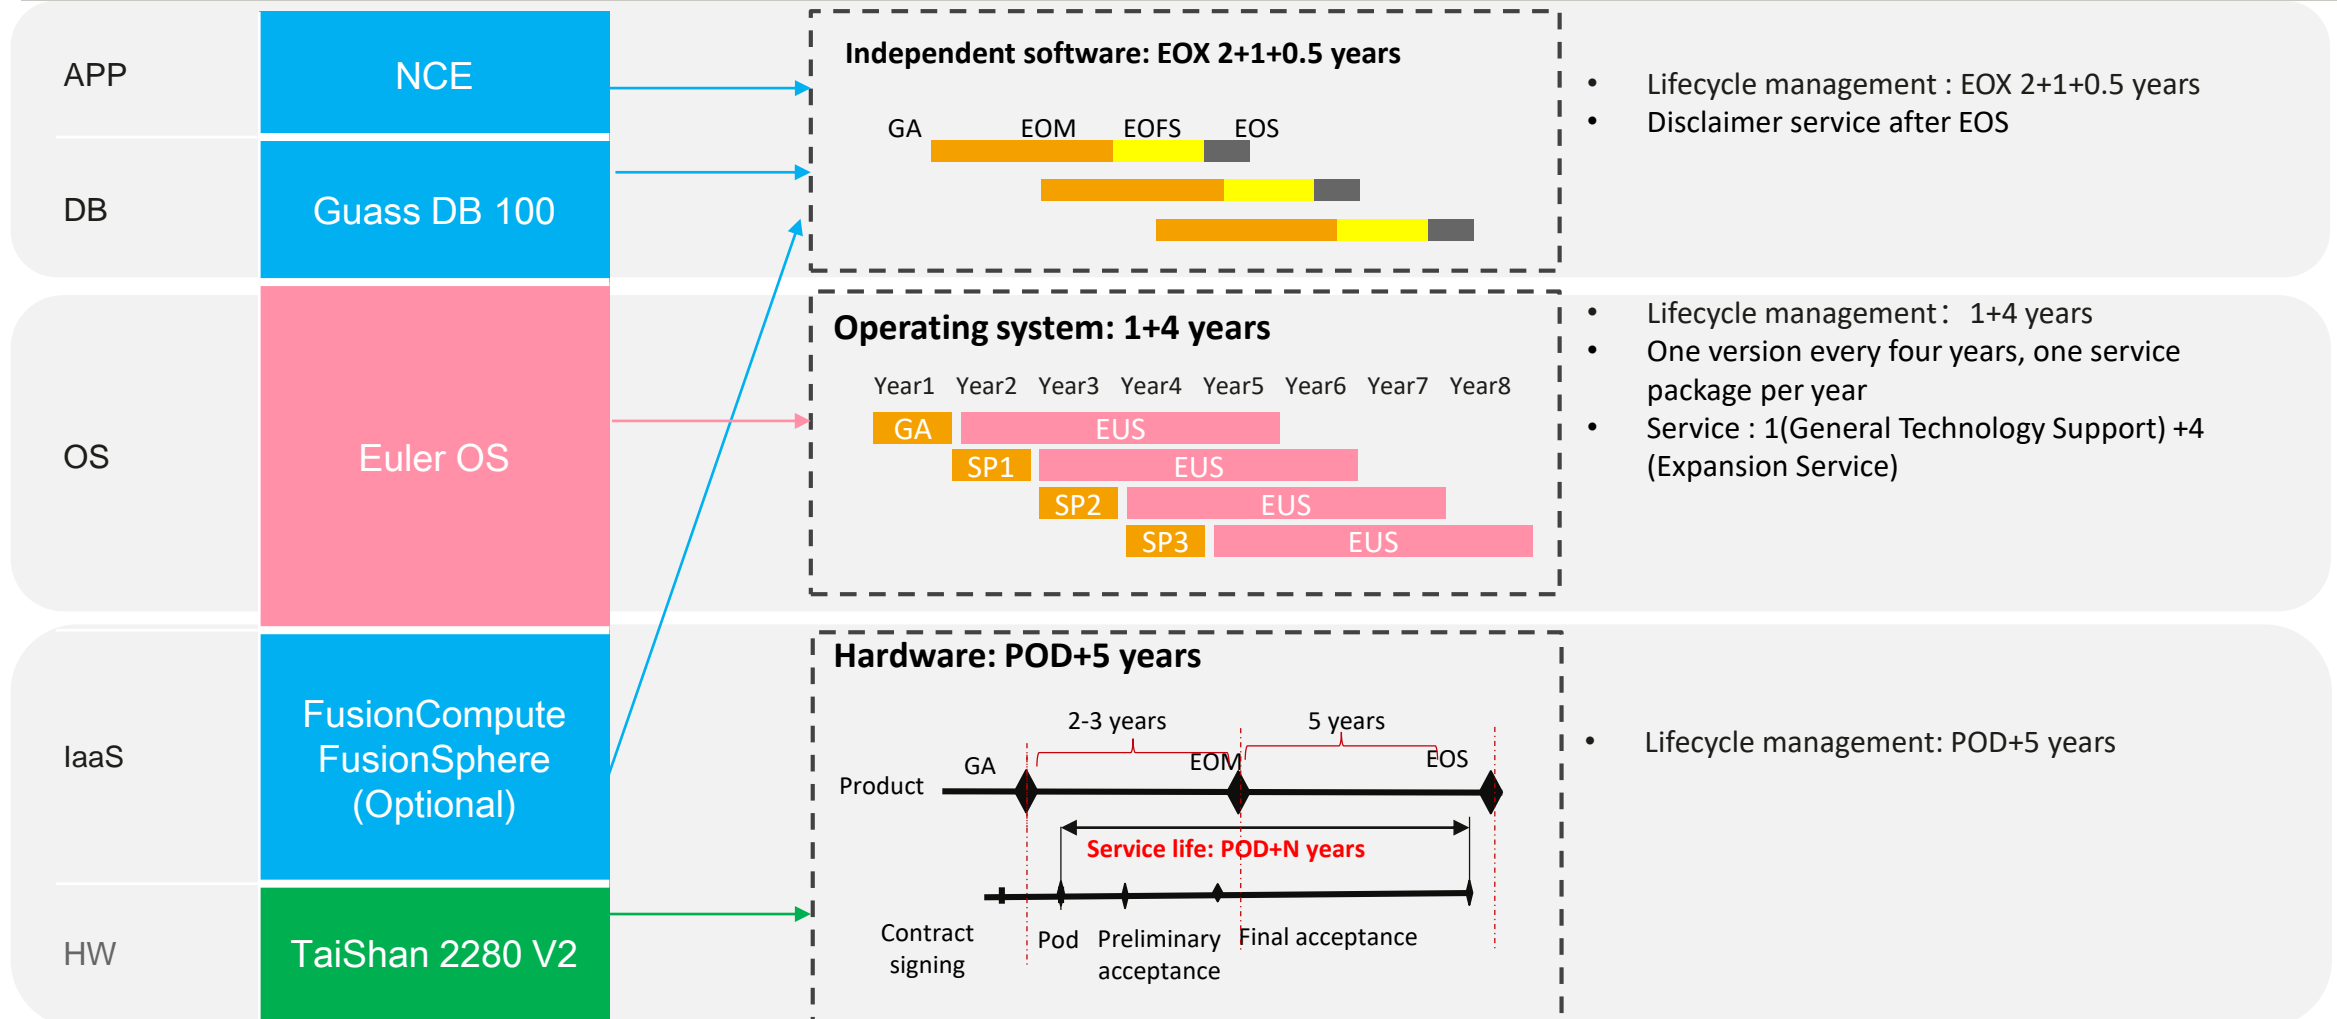 APP
NCE
DB
Guass DB 100
OS
Euler OS
IaaS
FusionCompute
FusionSphere
(Optional)
HW
TaiShan 2280 V2
Independent software: EOX 2+1+0.5 years
GA EOM EOFS EOS
Operating system: 1+4 years
Year1 Year2 Year3 Year4 Year5 Year6 Year7 Year8
GA EUS
SP1 EUS
SP2 EUS
SP3 EUS
Hardware: POD+5 years
2-3 years 5 years
GA EOM EOS
Product
Service life: POD+N years
Contract
signing
Pod
Preliminary
acceptance
Final acceptance
• Lifecycle management : EOX 2+1+0.5 years
• Disclaimer service after EOS
• Lifecycle management： 1+4 years
• One version every four years, one service
package per year
• Service : 1(General Technology Support) +4
(Expansion Service)
• Lifecycle management: POD+5 years